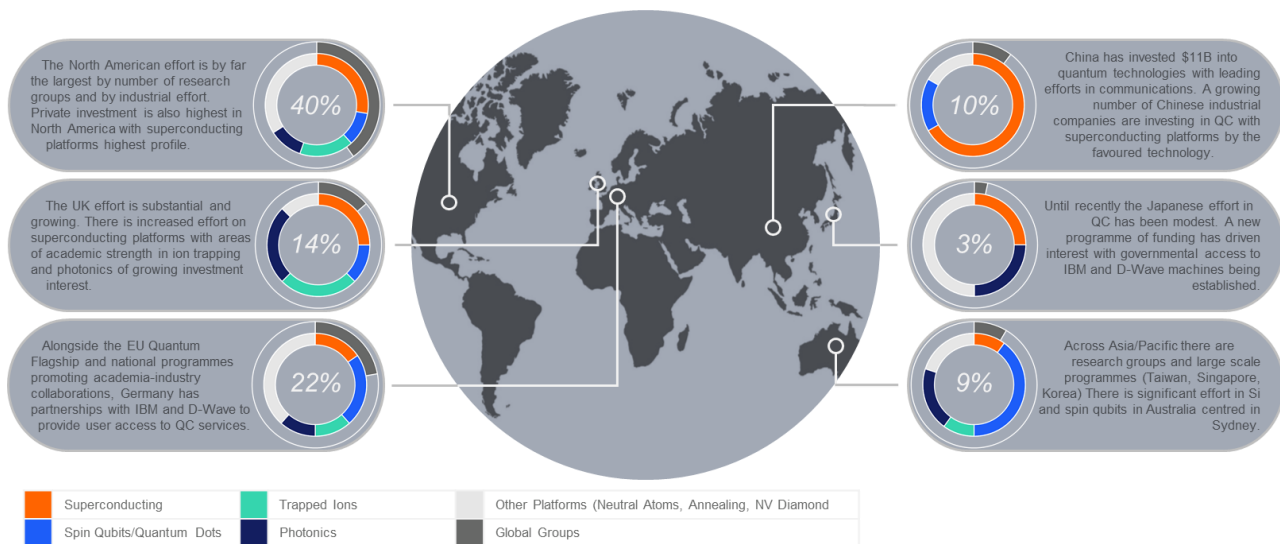 The North American effort is by far
the largest by number of research
groups and by industrial effort.
Private investment is also highest in
North America with superconducting
platforms highest profile.
40%
The UK effort is substantial and
growing. There is increased effort on
superconducting platforms with areas
of academic strength in ion trapping
and photonics of growing investment
interest.
14%
Alongside the EU Quantum
Flagship and national programmes
promoting academia-industry
collaborations, Germany has
partnerships with IBM and D-Wave to
provide user access to QC services.
22%
10%
China has invested $11B into
quantum technologies with leading
efforts in communications. A growing
number of Chinese industrial
companies are investing in QC with
superconducting platforms by the
favoured technology.
3%
Until recently the Japanese effort in
QC has been modest. A new
programme of funding has driven
interest with governmental access to
IBM and D-Wave machines being
established.
9%
Across Asia/Pacific there are
research groups and large scale
programmes (Taiwan, Singapore,
Korea) There is significant effort in Si
and spin qubits in Australia centred in
Sydney.
Superconducting
Trapped Ions
Other Platforms (Neutral Atoms, Annealing, NV Diamond
Spin Qubits/Quantum Dots
Photonics
Global Groups